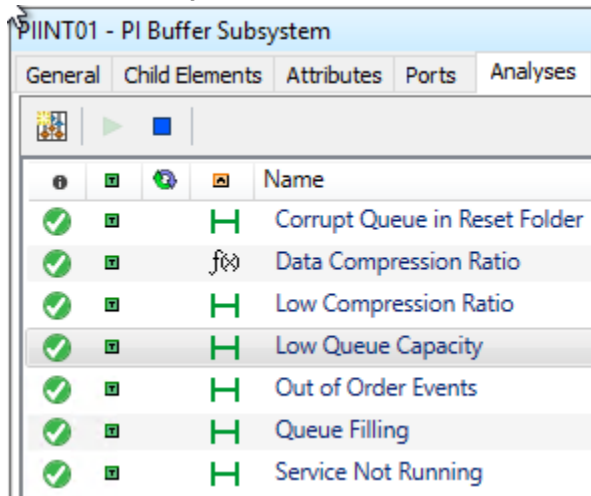 PIINT01 - PI Buffer Subsystem
General Child Elements Attributes Ports Analyses
Name
Corrupt Queue in Reset Folder
f(x) Data Compression Ratio
Low Compression Ratio
Low Queue Capacity
Out of Order Events
Queue Filling
Service Not Running